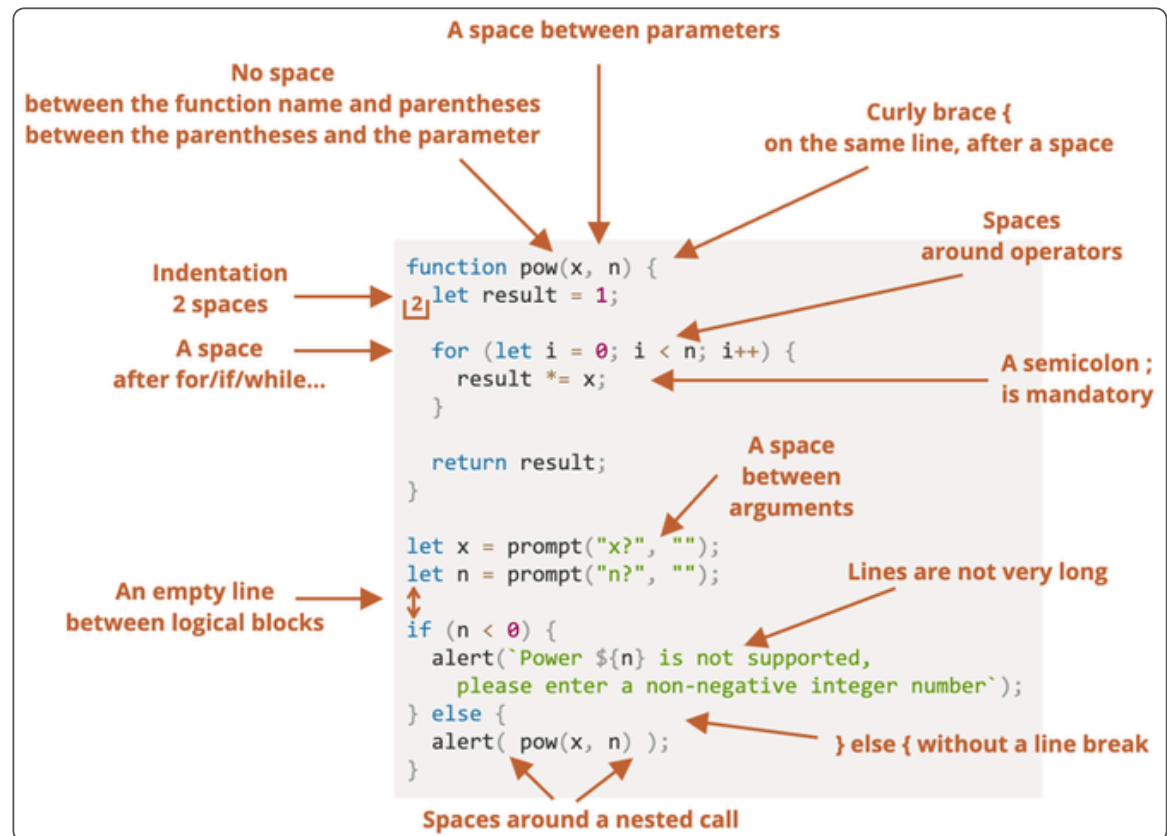 A space between parameters
No space
between the function name and parentheses
between the parentheses and the parameter
Curly brace {
on the same line, after a space
Spaces
around operators
Indentation
2 spaces
A space
after for/if/while...
function pow(x, n) {
2
  let result = 1;

  for (let i = 0; i < n; i++) {
    result *= x;
  }

  return result;
}

let x = prompt("x?", "");
let n = prompt("n?", "");

if (n < 0) {
  alert(`Power ${n} is not supported,
    please enter a non-negative integer number`);
} else {
  alert( pow(x, n) );
}
A semicolon ;
is mandatory
A space
between
arguments
An empty line
between logical blocks
Lines are not very long
} else { without a line break
Spaces around a nested call